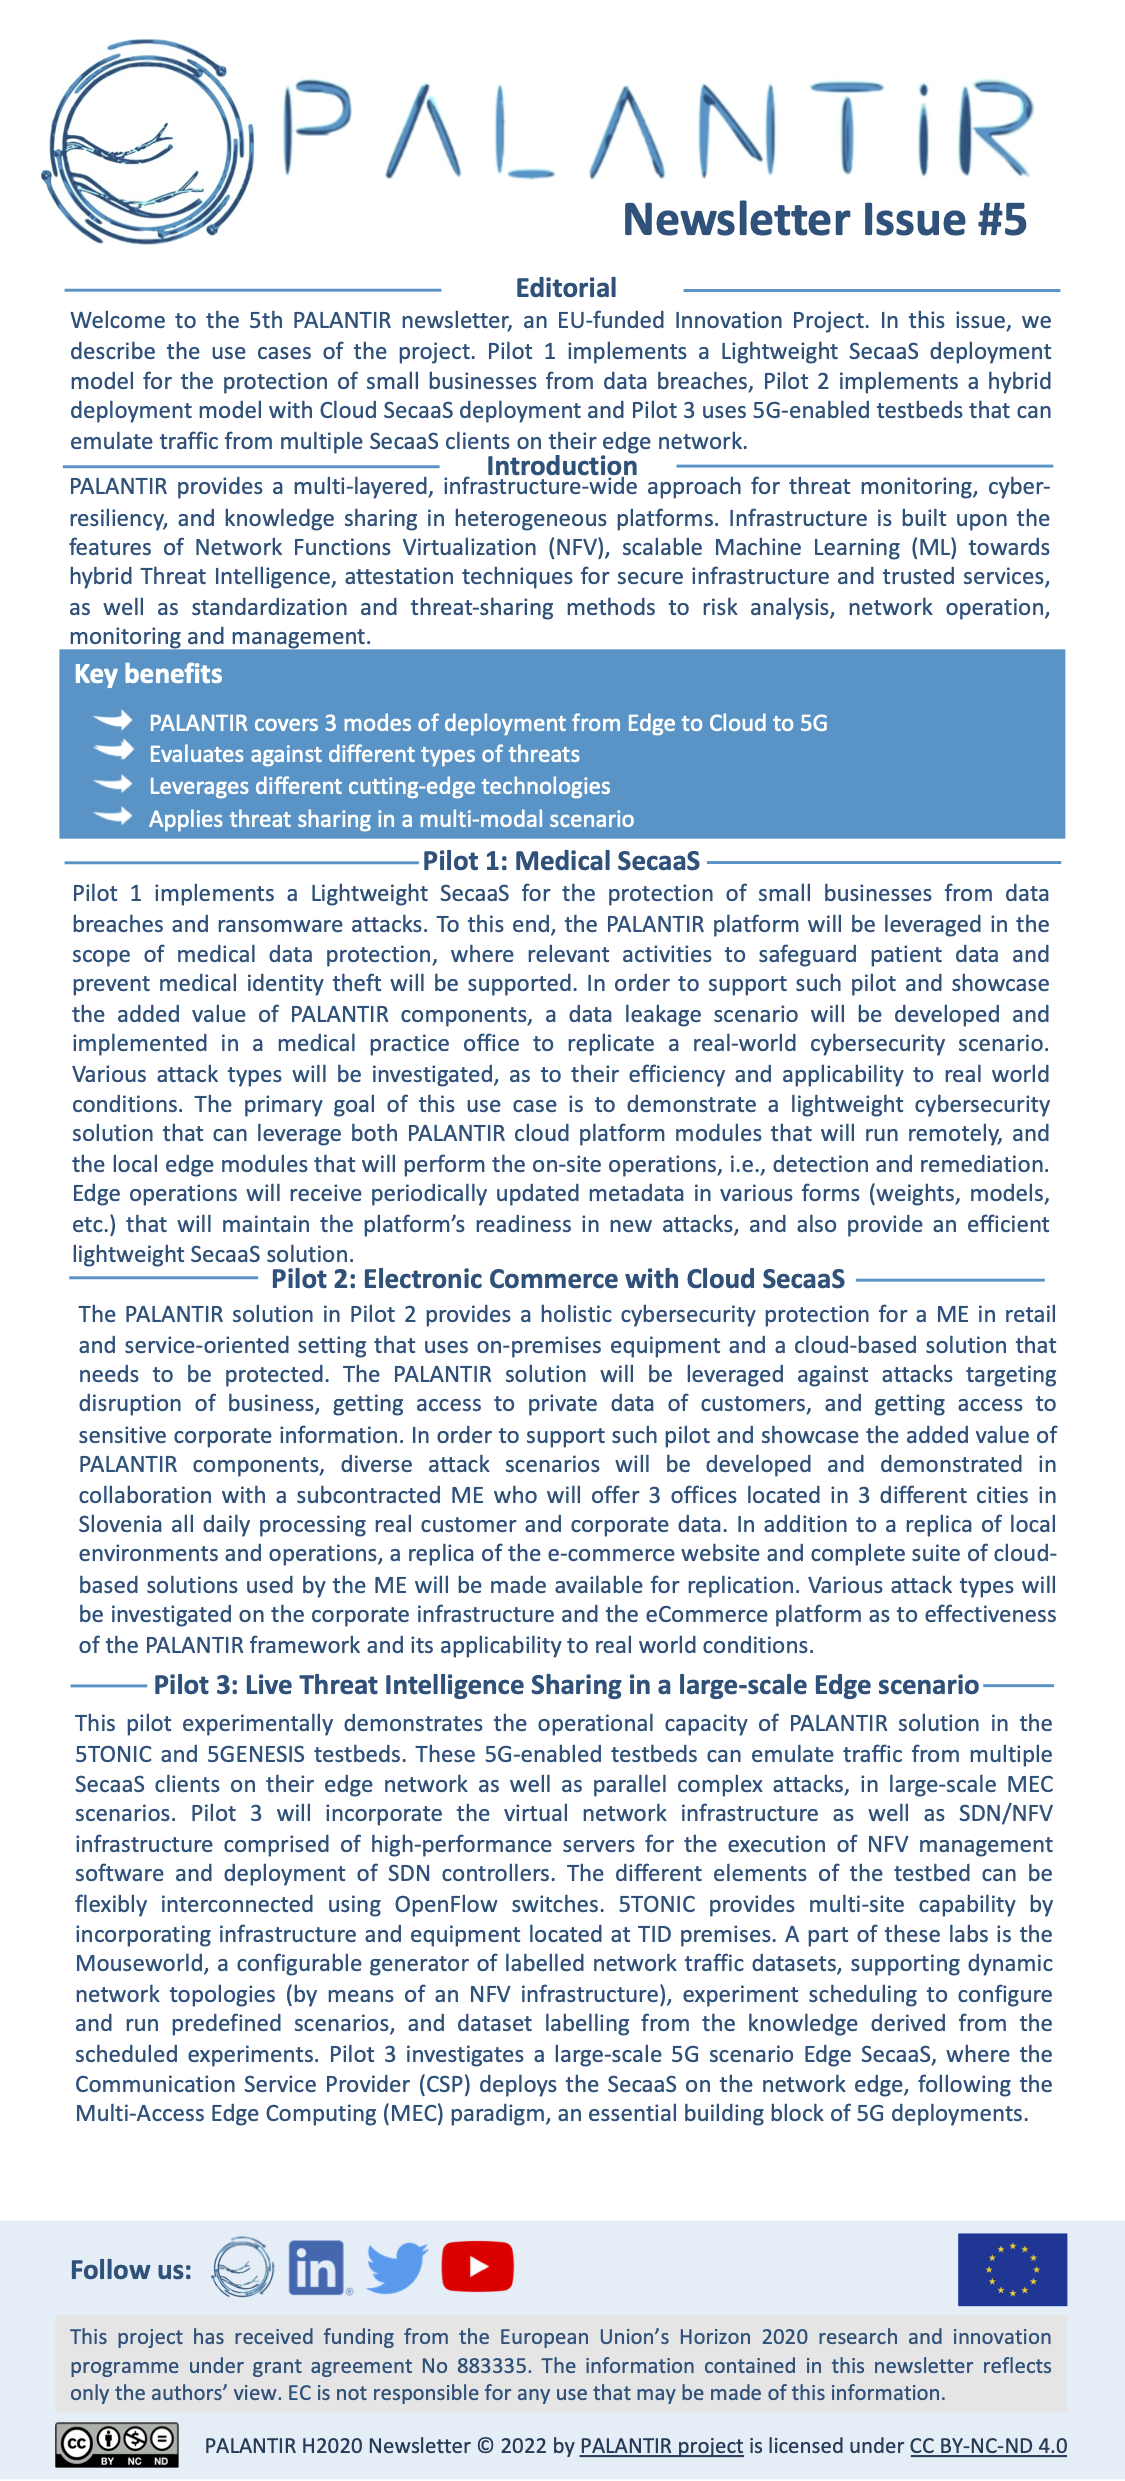 PALANTIR
Newsletter Issue #5
Editorial
Welcome to the 5th PALANTIR newsletter, an EU-funded Innovation Project. In this issue, we
describe the use cases of the project. Pilot 1 implements a Lightweight SecaaS deployment
model for the protection of small businesses from data breaches, Pilot 2 implements a hybrid
deployment model with Cloud SecaaS deployment and Pilot 3 uses 5G-enabled testbeds that can
emulate traffic from multiple SecaaS clients on their edge network.
Introduction
PALANTIR provides a multi-layered, infrastructure-wide approach for threat monitoring, cyber-
resiliency, and knowledge sharing in heterogeneous platforms. Infrastructure is built upon the
features of Network Functions Virtualization (NFV), scalable Machine Learning (ML) towards
hybrid Threat Intelligence, attestation techniques for secure infrastructure and trusted services,
as well as standardization and threat-sharing methods to risk analysis, network operation,
monitoring and management.
Key benefits
PALANTIR covers 3 modes of deployment from Edge to Cloud to 5G
Evaluates against different types of threats
Leverages different cutting-edge technologies
Applies threat sharing in a multi-modal scenario
Pilot 1: Medical SecaaS
Pilot 1 implements a Lightweight SecaaS for the protection of small businesses from data
breaches and ransomware attacks. To this end, the PALANTIR platform will be leveraged in the
scope of medical data protection, where relevant activities to safeguard patient data and
prevent medical identity theft will be supported. In order to support such pilot and showcase
the added value of PALANTIR components, a data leakage scenario will be developed and
implemented in a medical practice office to replicate a real-world cybersecurity scenario.
Various attack types will be investigated, as to their efficiency and applicability to real world
conditions. The primary goal of this use case is to demonstrate a lightweight cybersecurity
solution that can leverage both PALANTIR cloud platform modules that will run remotely, and
the local edge modules that will perform the on-site operations, i.e., detection and remediation.
Edge operations will receive periodically updated metadata in various forms (weights, models,
etc.) that will maintain the platform’s readiness in new attacks, and also provide an efficient
lightweight SecaaS solution.
Pilot 2: Electronic Commerce with Cloud SecaaS
The PALANTIR solution in Pilot 2 provides a holistic cybersecurity protection for a ME in retail
and service-oriented setting that uses on-premises equipment and a cloud-based solution that
needs to be protected. The PALANTIR solution will be leveraged against attacks targeting
disruption of business, getting access to private data of customers, and getting access to
sensitive corporate information. In order to support such pilot and showcase the added value of
PALANTIR components, diverse attack scenarios will be developed and demonstrated in
collaboration with a subcontracted ME who will offer 3 offices located in 3 different cities in
Slovenia all daily processing real customer and corporate data. In addition to a replica of local
environments and operations, a replica of the e-commerce website and complete suite of cloud-
based solutions used by the ME will be made available for replication. Various attack types will
be investigated on the corporate infrastructure and the eCommerce platform as to effectiveness
of the PALANTIR framework and its applicability to real world conditions.
Pilot 3: Live Threat Intelligence Sharing in a large-scale Edge scenario
This pilot experimentally demonstrates the operational capacity of PALANTIR solution in the
5TONIC and 5GENESIS testbeds. These 5G-enabled testbeds can emulate traffic from multiple
SecaaS clients on their edge network as well as parallel complex attacks, in large-scale MEC
scenarios. Pilot 3 will incorporate the virtual network infrastructure as well as SDN/NFV
infrastructure comprised of high-performance servers for the execution of NFV management
software and deployment of SDN controllers. The different elements of the testbed can be
flexibly interconnected using OpenFlow switches. 5TONIC provides multi-site capability by
incorporating infrastructure and equipment located at TID premises. A part of these labs is the
Mouseworld, a configurable generator of labelled network traffic datasets, supporting dynamic
network topologies (by means of an NFV infrastructure), experiment scheduling to configure
and run predefined scenarios, and dataset labelling from the knowledge derived from the
scheduled experiments. Pilot 3 investigates a large-scale 5G scenario Edge SecaaS, where the
Communication Service Provider (CSP) deploys the SecaaS on the network edge, following the
Multi-Access Edge Computing (MEC) paradigm, an essential building block of 5G deployments.
Follow us:
in ®
This project has received funding from the European Union’s Horizon 2020 research and innovation
programme under grant agreement No 883335. The information contained in this newsletter reflects
only the authors’ view. EC is not responsible for any use that may be made of this information.
cc BY NC ND
PALANTIR H2020 Newsletter © 2022 by PALANTIR project is licensed under CC BY-NC-ND 4.0